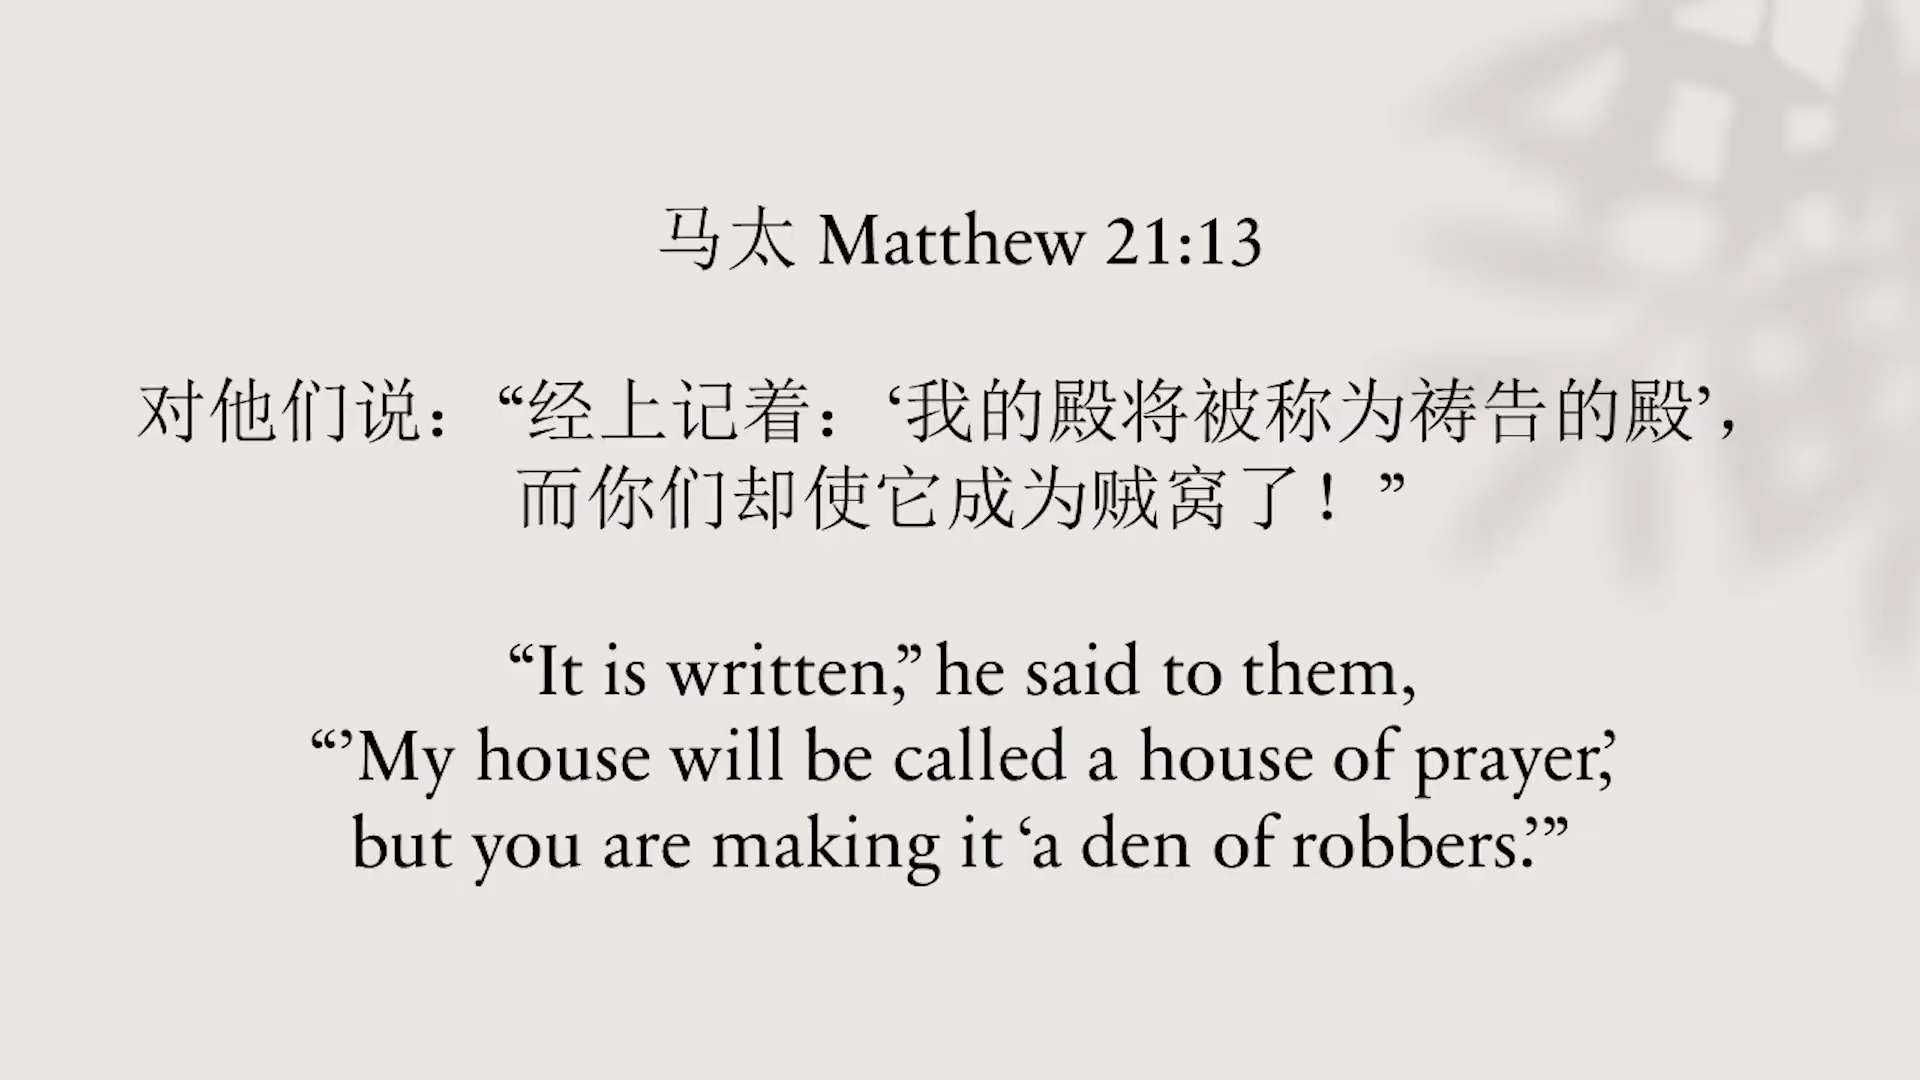 马太 Matthew 21:13
对他们说：“经上记着：‘我的殿将被称为祷告的殿’，
而你们却使它成为贼窝了！”
“It is written,” he said to them,
“’My house will be called a house of prayer,’
but you are making it ‘a den of robbers.’”